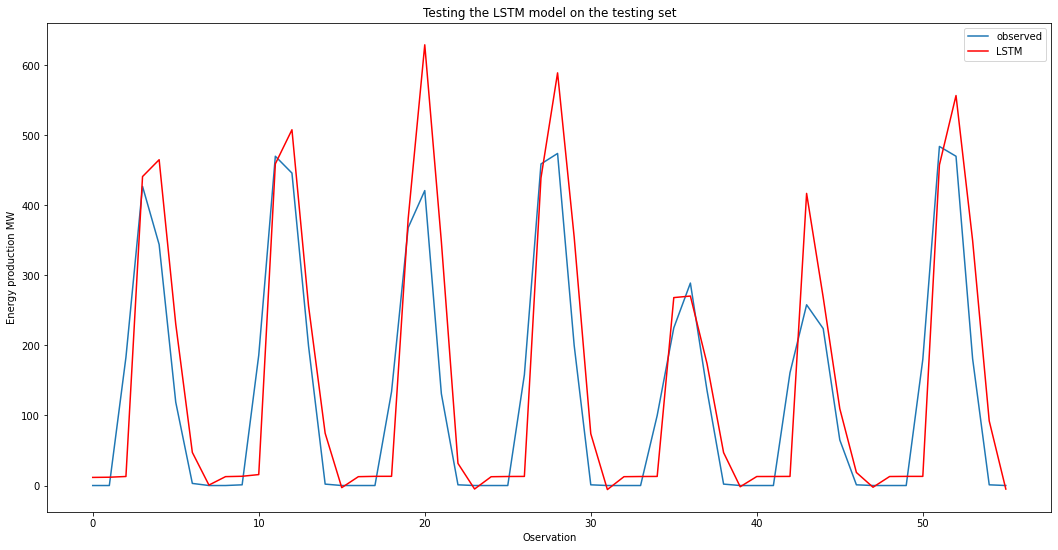 Testing the LSTM model on the testing set
observed
LSTM
Energy production MW
600
500
400
300
200
100
0
0
10
20
30
40
50
Oservation